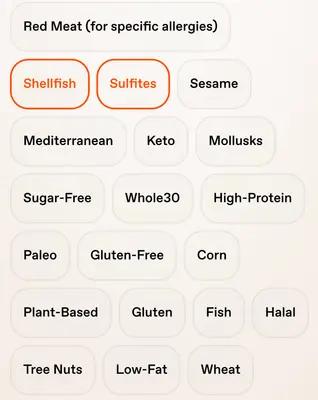 Red Meat (for specific allergies)
Shellfish Sulfites Sesame
Mediterranean Keto Mollusks
Sugar-Free Whole30 High-Protein
Paleo Gluten-Free Corn
Plant-Based Gluten Fish Halal
Tree Nuts Low-Fat Wheat